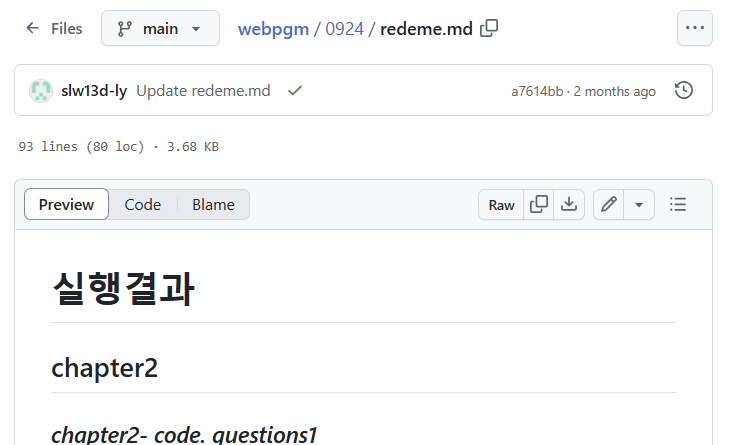 Files main webpgm / 0924 / redeme.md
slw13d-ly Update redeme.md a7614bb · 2 months ago
93 lines (80 loc) · 3.68 KB
Preview Code Blame Raw
실행결과
chapter2
chapter2- code. questions1